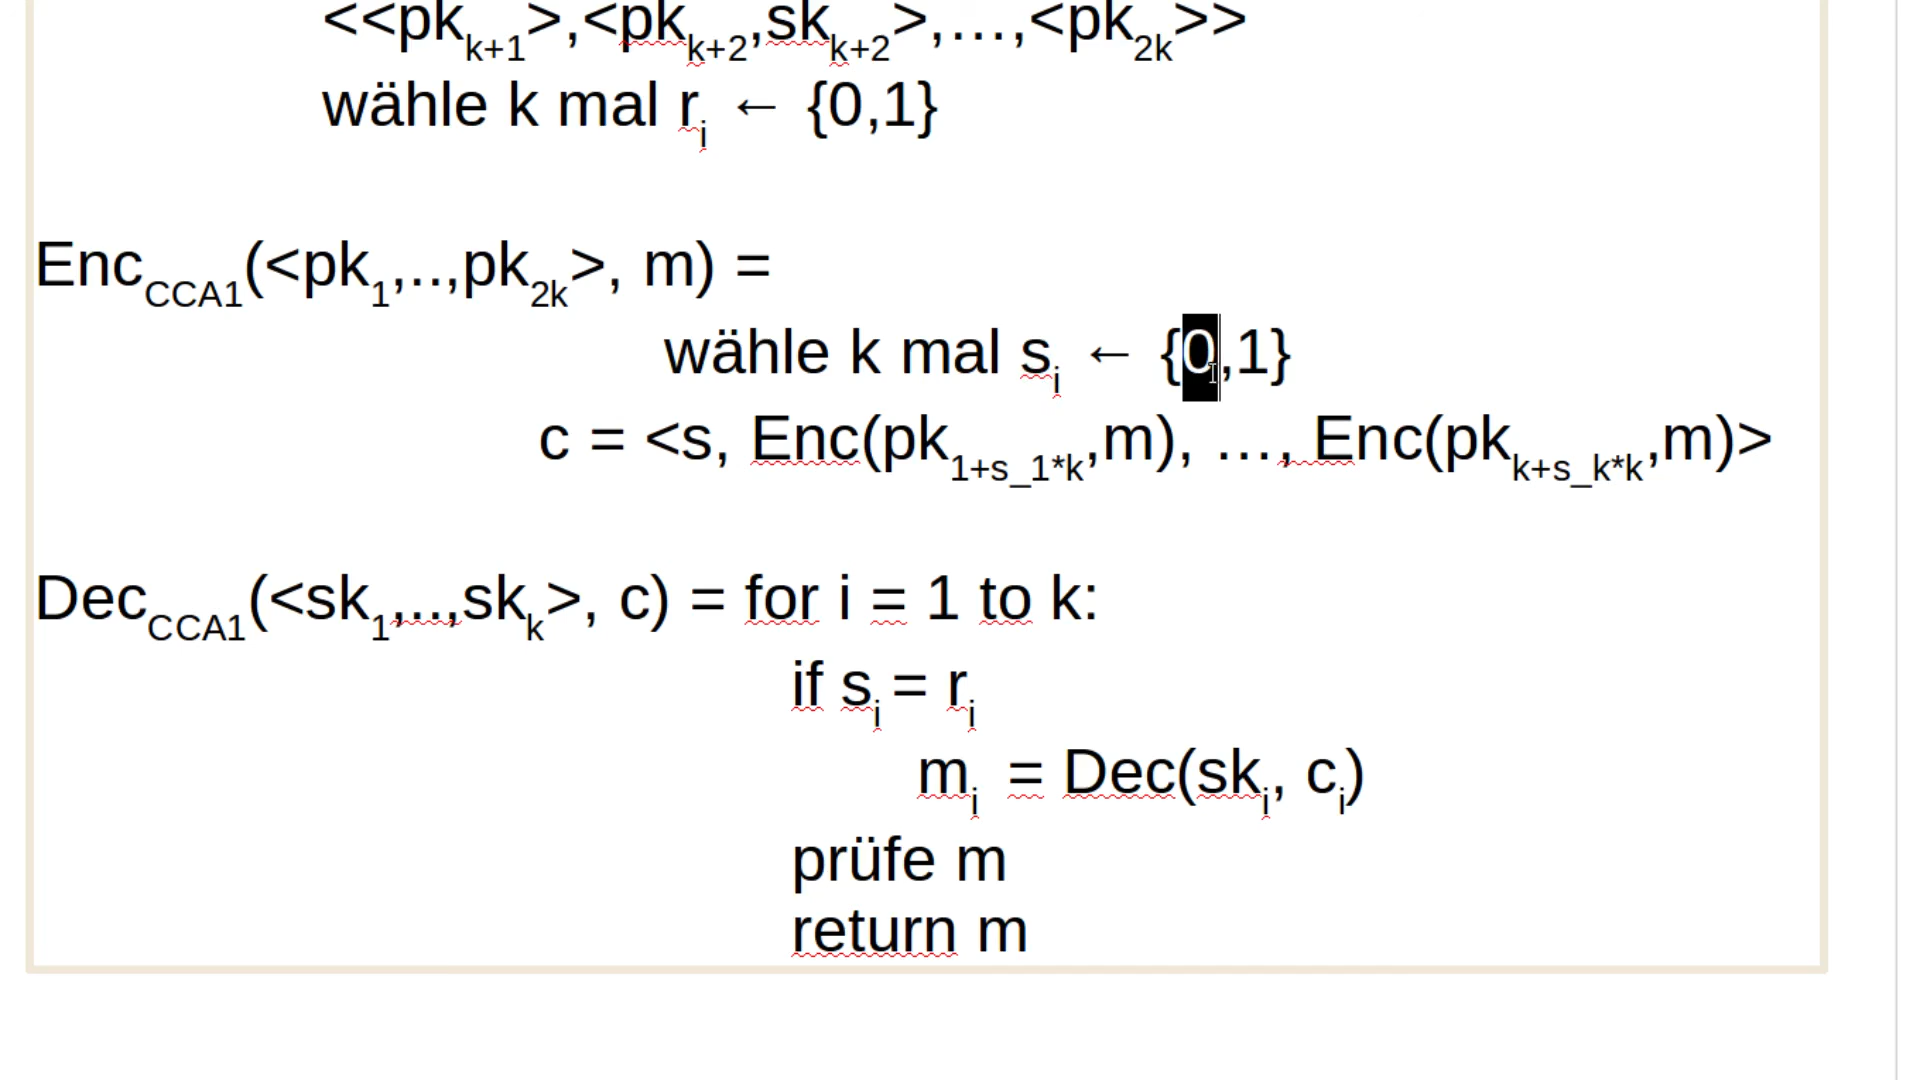 <<pk_{k+1}>,<pk_{k+2},sk_{k+2}>,…,<pk_{2k}>>
wähle k mal r_i ← {0,1}
Enc_{CCA1}(<pk_1,..,pk_{2k}>, m) =
wähle k mal s_i ← {0,1}
c = <s, Enc(pk_{1+s_1*k},m), …, Enc(pk_{k+s_k*k},m)>
Dec_{CCA1}(<sk_1,..,sk_k>, c) = for i = 1 to k:
if s_i = r_i
m_i = Dec(sk_i, c_i)
prüfe m
return m